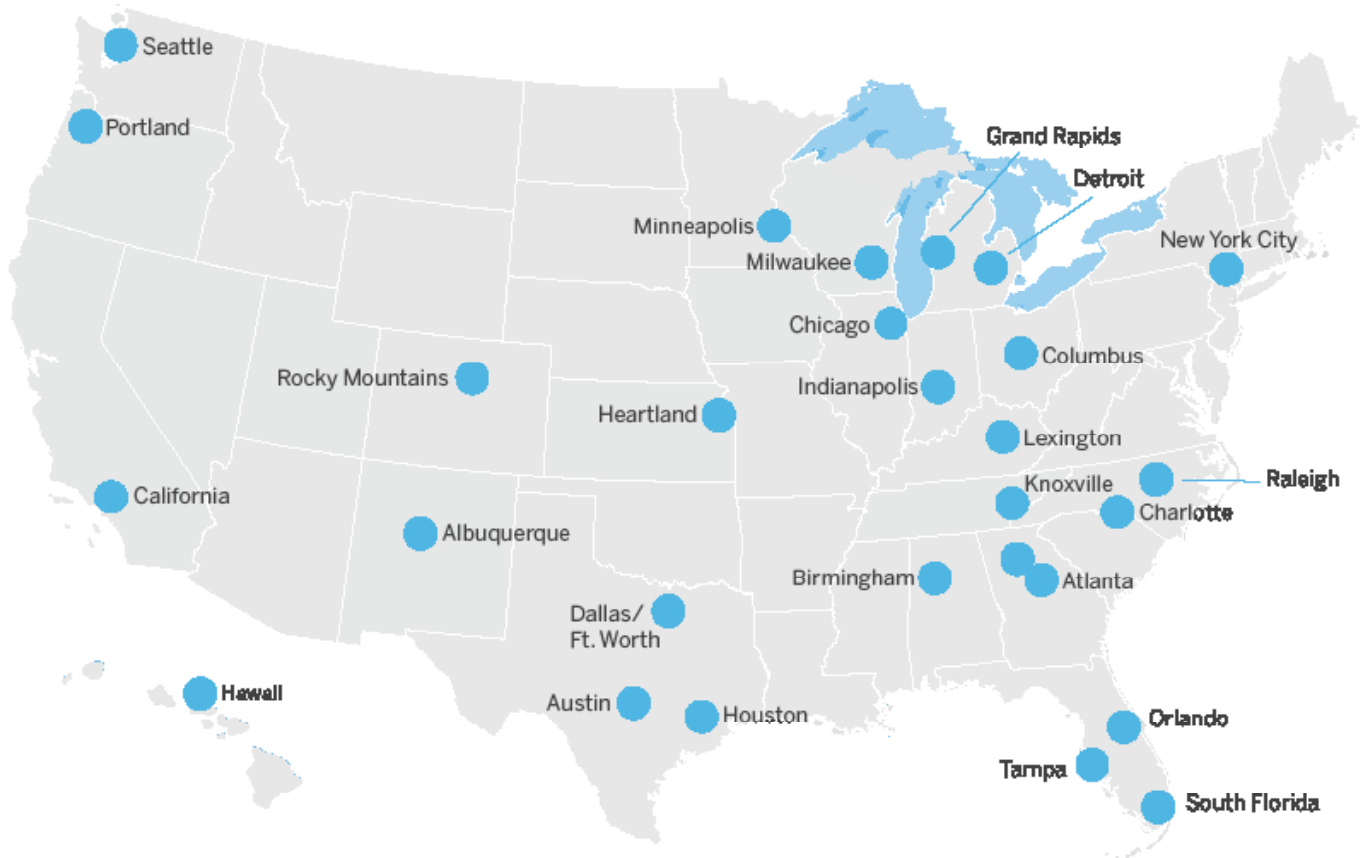 Seattle
Portland
Grand Rapids
Detroit
Minneapolis
New York City
Milwaukee
Chicago
Columbus
Rocky Mountains
Indianapolis
Heartland
Lexington
Knoxville
Raleigh
California
Charlotte
Albuquerque
Birmingham
Atlanta
Dallas/
Ft. Worth
Hawaii
Austin
Houston
Orlando
Tampa
South Florida